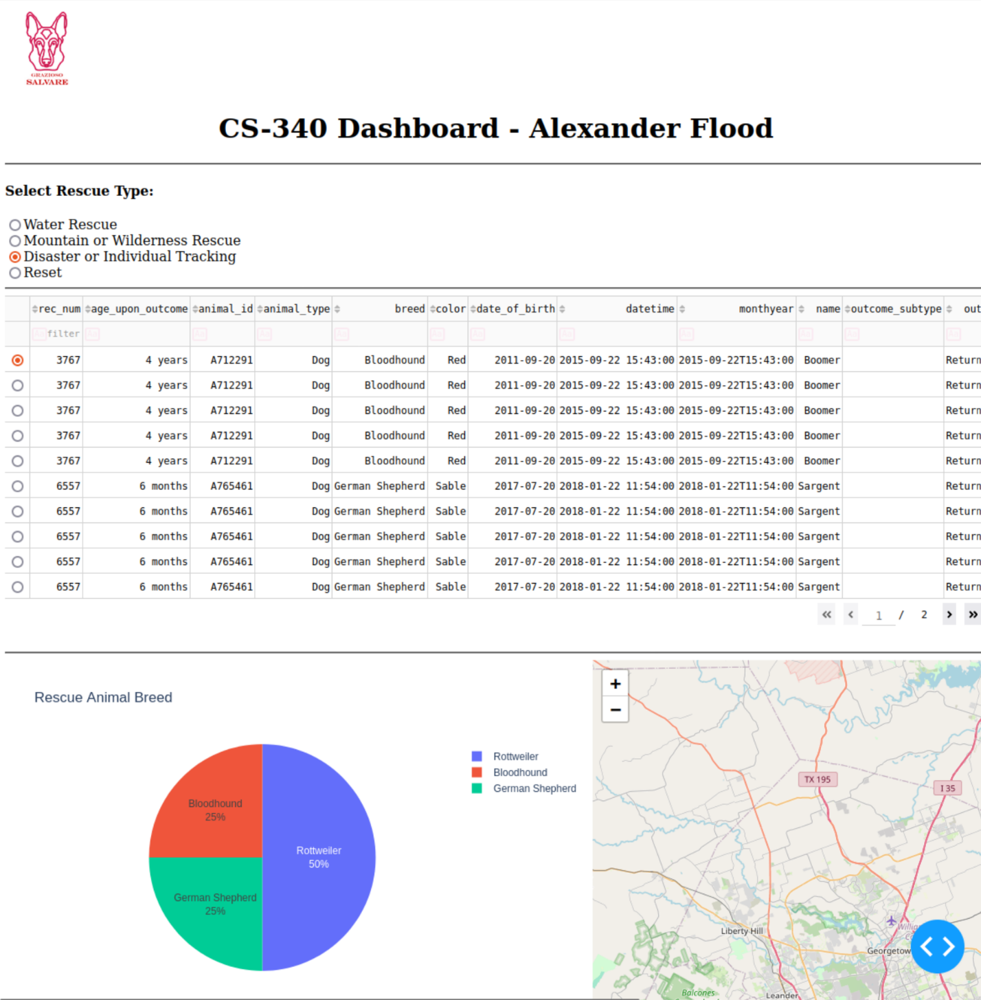 GRAZIOSO
SALVARE
CS-340 Dashboard - Alexander Flood
Select Rescue Type:
Water Rescue
Mountain or Wilderness Rescue
Disaster or Individual Tracking
Reset
rec_num age_upon_outcome animal_id animal_type breed color date_of_birth datetime monthyear name outcome_subtype out
Aa filter Aa Aa Aa Aa Aa Aa Aa Aa Aa Aa Aa
3767 4 years A712291 Dog Bloodhound Red 2011-09-20 2015-09-22 15:43:00 2015-09-22T15:43:00 Boomer Return
3767 4 years A712291 Dog Bloodhound Red 2011-09-20 2015-09-22 15:43:00 2015-09-22T15:43:00 Boomer Return
3767 4 years A712291 Dog Bloodhound Red 2011-09-20 2015-09-22 15:43:00 2015-09-22T15:43:00 Boomer Return
3767 4 years A712291 Dog Bloodhound Red 2011-09-20 2015-09-22 15:43:00 2015-09-22T15:43:00 Boomer Return
3767 4 years A712291 Dog Bloodhound Red 2011-09-20 2015-09-22 15:43:00 2015-09-22T15:43:00 Boomer Return
6557 6 months A765461 Dog German Shepherd Sable 2017-07-20 2018-01-22 11:54:00 2018-01-22T11:54:00 Sargent Return
6557 6 months A765461 Dog German Shepherd Sable 2017-07-20 2018-01-22 11:54:00 2018-01-22T11:54:00 Sargent Return
6557 6 months A765461 Dog German Shepherd Sable 2017-07-20 2018-01-22 11:54:00 2018-01-22T11:54:00 Sargent Return
6557 6 months A765461 Dog German Shepherd Sable 2017-07-20 2018-01-22 11:54:00 2018-01-22T11:54:00 Sargent Return
6557 6 months A765461 Dog German Shepherd Sable 2017-07-20 2018-01-22 11:54:00 2018-01-22T11:54:00 Sargent Return
« ‹ 1 / 2 › »
Rescue Animal Breed
Bloodhound
25%
Rottweiler
50%
German Shepherd
25%
Rottweiler
Bloodhound
German Shepherd
+
−
TX 195
I 35
Liberty Hill
Georgetow
Leander
Balcones